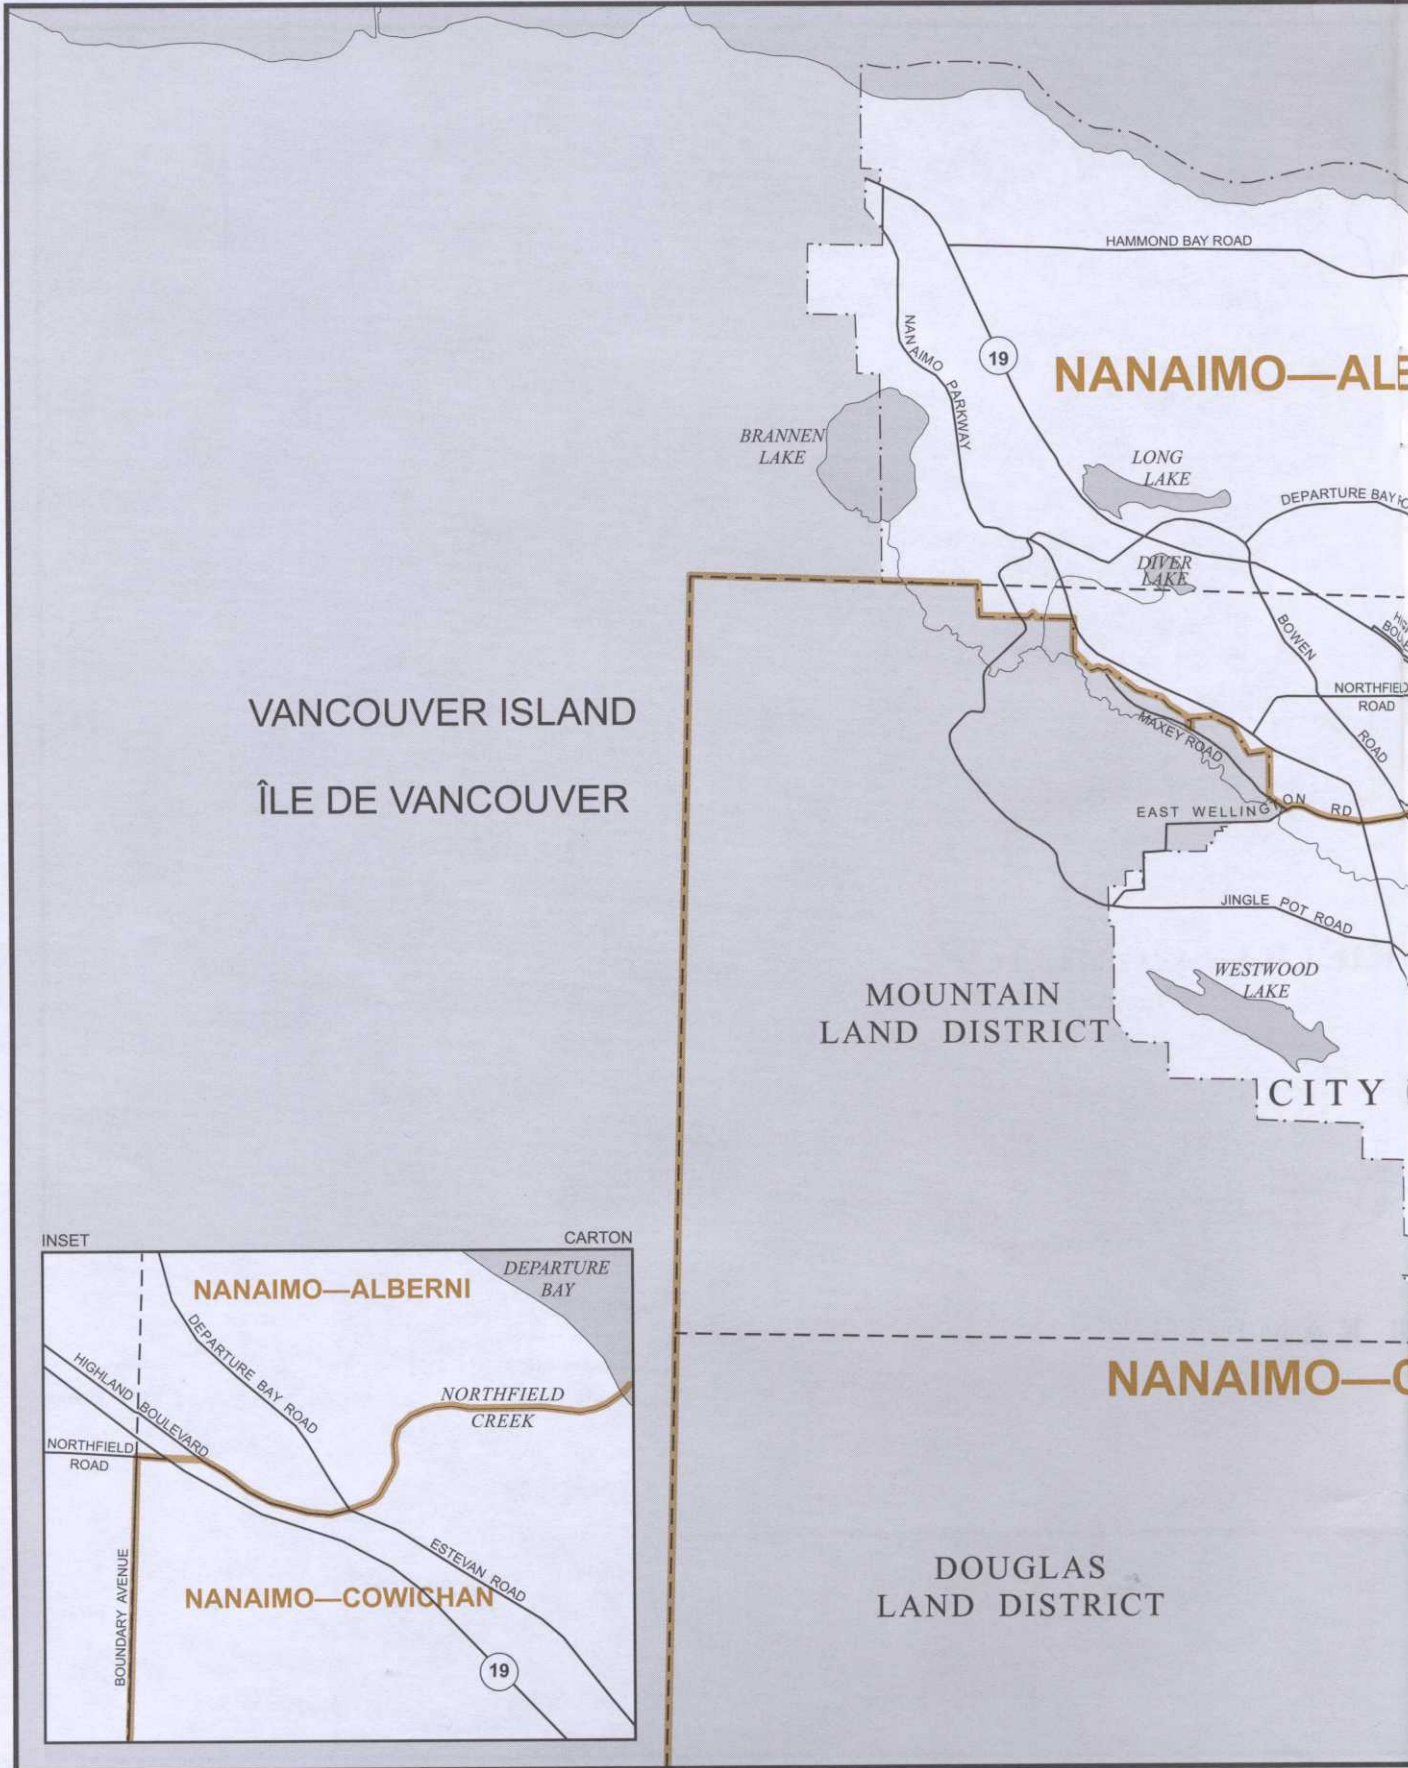 HAMMOND BAY ROAD
NANAIMO PARKWAY
19
NANAIMO—ALB
BRANNEN
LAKE
LONG
LAKE
DEPARTURE BAY
DIVER
LAKE
BOWEN
ROAD
NORTHFIELD
ROAD
VANCOUVER ISLAND
ÎLE DE VANCOUVER
MAXEY ROAD
EAST WELLINGTON RD
JINGLE POT ROAD
WESTWOOD
LAKE
MOUNTAIN
LAND DISTRICT
CITY
NANAIMO—C
DOUGLAS
LAND DISTRICT
INSET
CARTON
NANAIMO—ALBERNI
DEPARTURE
BAY
DEPARTURE BAY ROAD
HIGHLAND BOULEVARD
NORTHFIELD
CREEK
NORTHFIELD
ROAD
BOUNDARY AVENUE
ESTEVAN ROAD
NANAIMO—COWICHAN
19